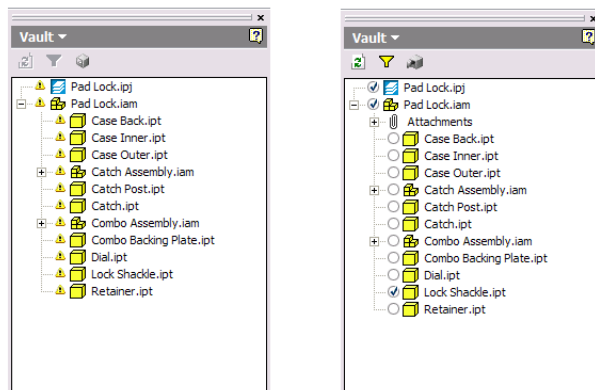 Vault
Pad Lock.ipj
Pad Lock.iam
Case Back.ipt
Case Inner.ipt
Case Outer.ipt
Catch Assembly.iam
Catch Post.ipt
Catch.ipt
Combo Assembly.iam
Combo Backing Plate.ipt
Dial.ipt
Lock Shackle.ipt
Retainer.ipt
Vault
Pad Lock.ipj
Pad Lock.iam
Attachments
Case Back.ipt
Case Inner.ipt
Case Outer.ipt
Catch Assembly.iam
Catch Post.ipt
Catch.ipt
Combo Assembly.iam
Combo Backing Plate.ipt
Dial.ipt
Lock Shackle.ipt
Retainer.ipt